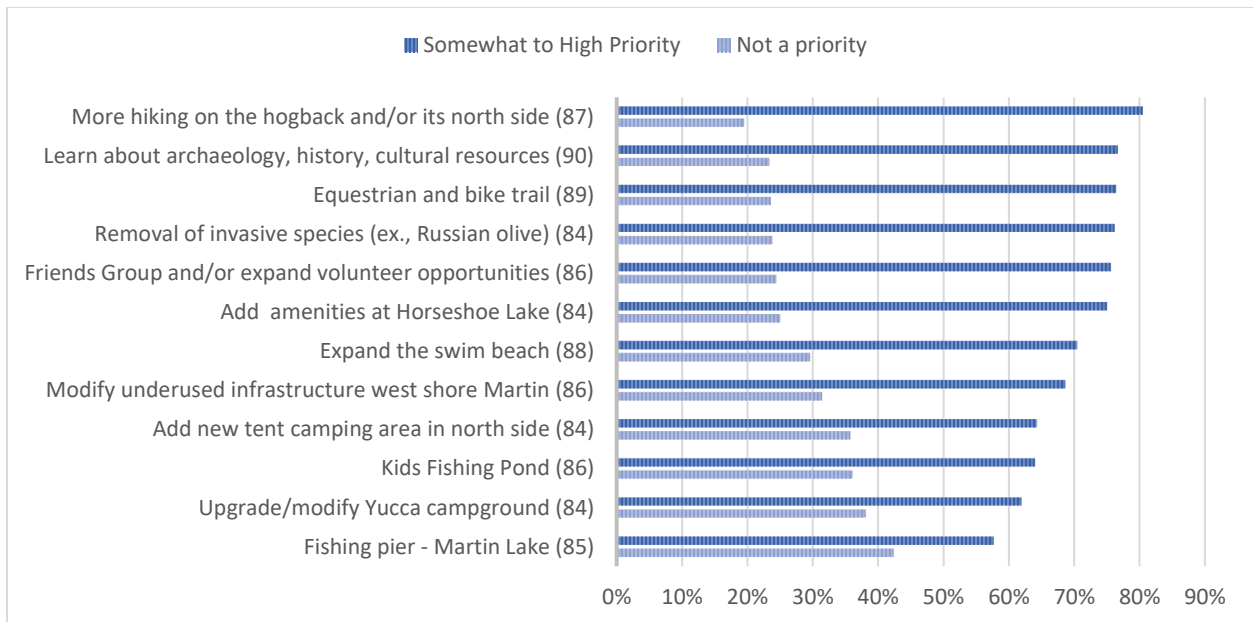 Somewhat to High Priority Not a priority
More hiking on the hogback and/or its north side (87)
Learn about archaeology, history, cultural resources (90)
Equestrian and bike trail (89)
Removal of invasive species (ex., Russian olive) (84)
Friends Group and/or expand volunteer opportunities (86)
Add  amenities at Horseshoe Lake (84)
Expand the swim beach (88)
Modify underused infrastructure west shore Martin (86)
Add new tent camping area in north side (84)
Kids Fishing Pond (86)
Upgrade/modify Yucca campground (84)
Fishing pier - Martin Lake (85)
0% 10% 20% 30% 40% 50% 60% 70% 80% 90%